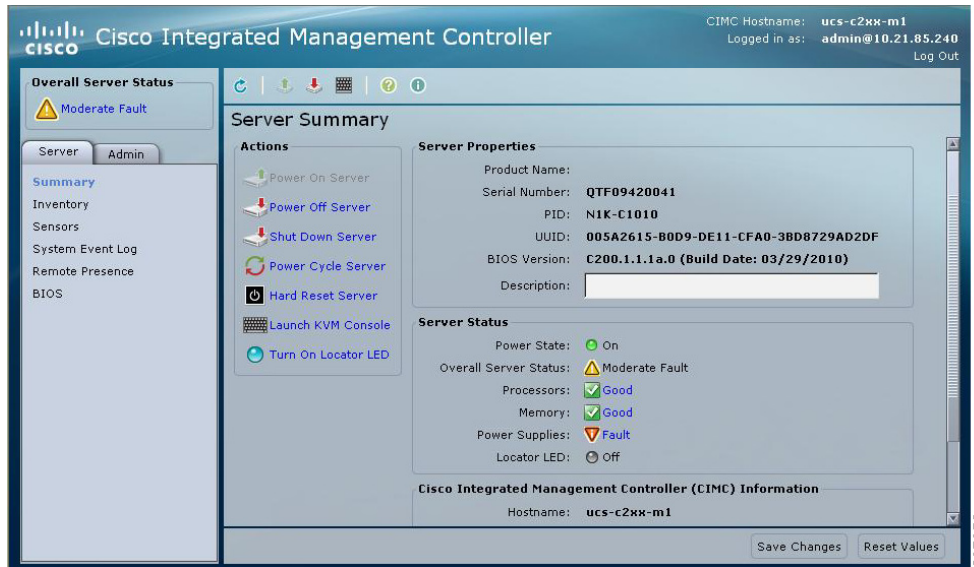 CISCO Cisco Integrated Management Controller
CIMC Hostname: ucs-c2xx-m1
Logged in as: admin@10.21.85.240
Log Out
Overall Server Status
Moderate Fault
Server Admin
Summary
Inventory
Sensors
System Event Log
Remote Presence
BIOS
Server Summary
Actions
Power On Server
Power Off Server
Shut Down Server
Power Cycle Server
Hard Reset Server
Launch KVM Console
Turn On Locator LED
Server Properties
Product Name:
Serial Number: QTF09420041
PID: N1K-C1010
UUID: 005A2615-B0D9-DE11-CFA0-3BD8729AD2DF
BIOS Version: C200.1.1.1a.0 (Build Date: 03/29/2010)
Description:
Server Status
Power State: On
Overall Server Status: Moderate Fault
Processors: Good
Memory: Good
Power Supplies: Fault
Locator LED: Off
Cisco Integrated Management Controller (CIMC) Information
Hostname: ucs-c2xx-m1
Save Changes Reset Values